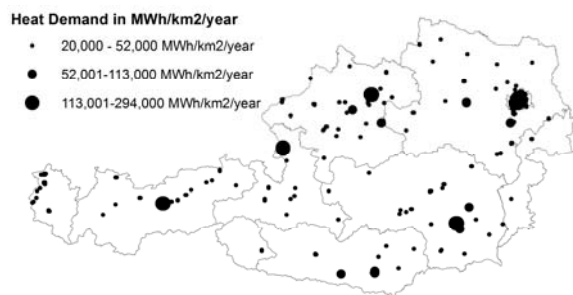 Heat Demand in MWh/km2/year
20,000 - 52,000 MWh/km2/year
52,001-113,000 MWh/km2/year
113,001-294,000 MWh/km2/year